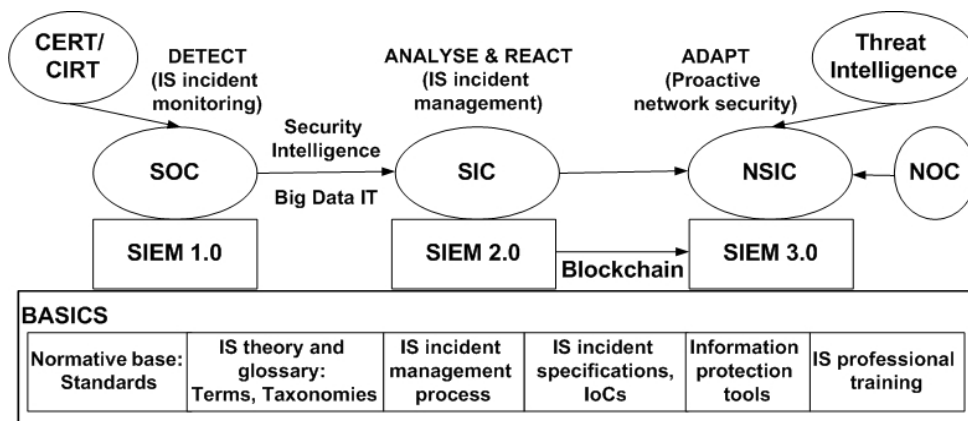 CERT/
CIRT
DETECT
(IS incident
monitoring)
ANALYSE & REACT
(IS incident
management)
ADAPT
(Proactive
network security)
Threat
Intelligence
SOC
Security
Intelligence
Big Data IT
SIC
NSIC
NOC
SIEM 1.0
SIEM 2.0
Blockchain
SIEM 3.0
BASICS
Normative base:
Standards
IS theory and
glossary:
Terms, Taxonomies
IS incident
management
process
IS incident
specifications,
IoCs
Information
protection
tools
IS professional
training